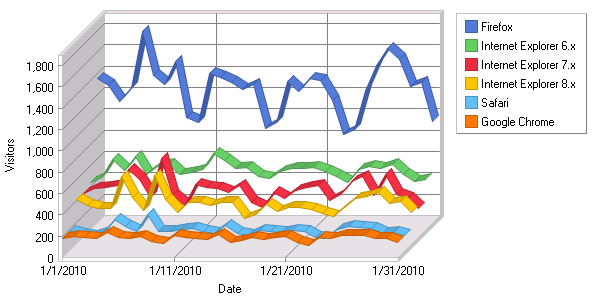 Firefox
Internet Explorer 6.x
Internet Explorer 7.x
Internet Explorer 8.x
Safari
Google Chrome
Visitors
1,800
1,600
1,400
1,200
1,000
800
600
400
200
0
1/1/2010 1/11/2010 1/21/2010 1/31/2010
Date